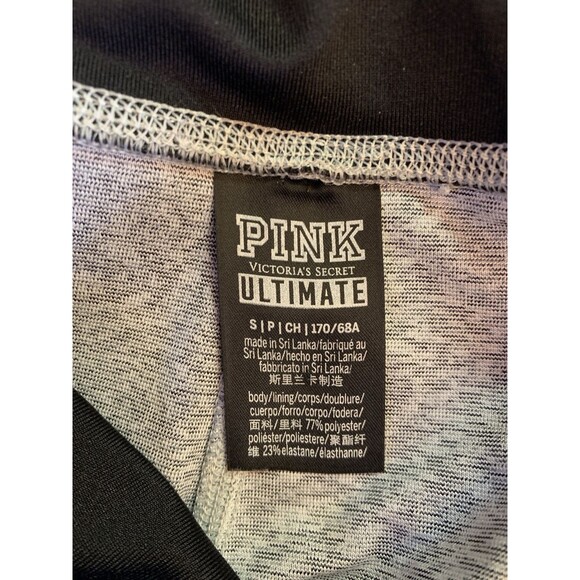 PINK
VICTORIA'S SECRET
ULTIMATE
S | P | CH | 170/68A
made in Sri Lanka/fabriqué au
Sri Lanka/hecho en Sri Lanka/
fabbricato in Sri Lanka/
斯里兰卡制造
body/lining/corps/doublure/
cuerpo/forro/corpo/fodera/
面料/里料 77% polyester/
poliéster/poliestere/聚酯纤
维 23% elastane/élasthanne/